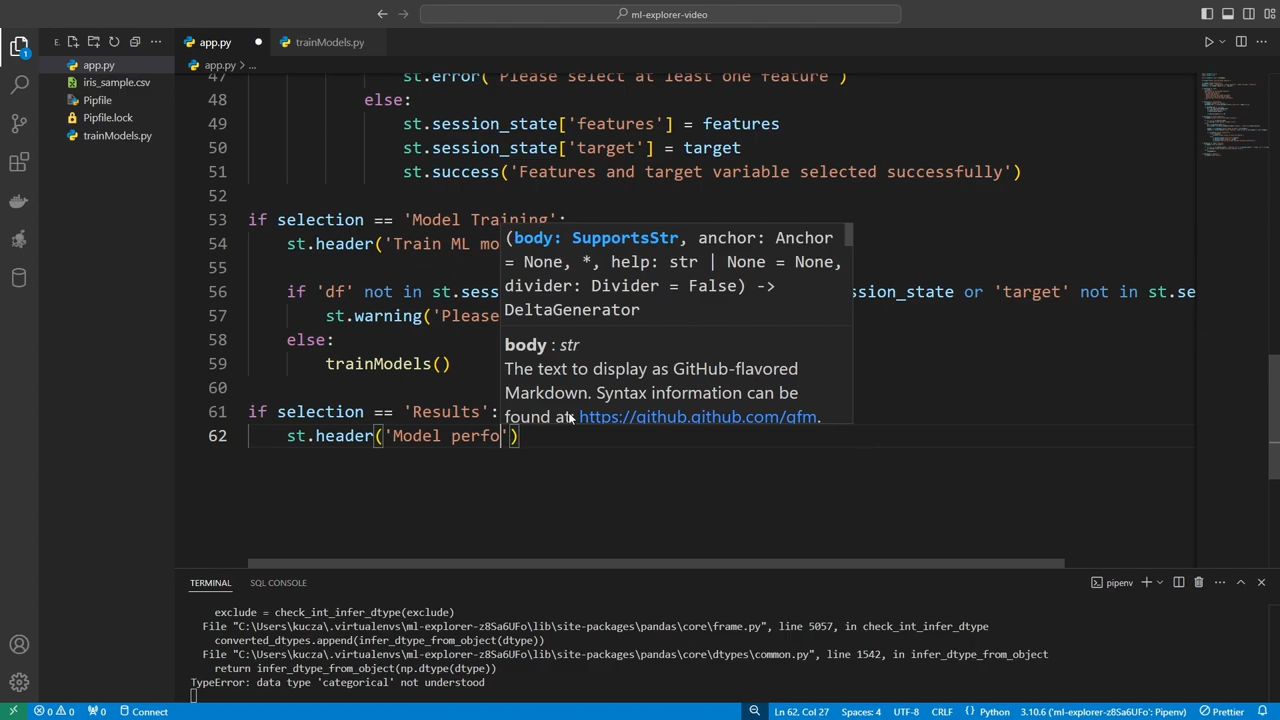 ml-explorer-video
E.
app.py
trainModels.py
app.py
iris_sample.csv
Pipfile
Pipfile.lock
trainModels.py
1
app.py > ...
47 st.error('Please select at least one feature')
48 else:
49 st.session_state['features'] = features
50 st.session_state['target'] = target
51 st.success('Features and target variable selected successfully')
52
53 if selection == 'Model Training':
54 st.header('Train ML mo
55
56 if 'df' not in st.sess
ssion_state or 'target' not in st.se
57 st.warning('Please
58 else:
59 trainModels()
60
61 if selection == 'Results':
62 st.header('Model perfo')
(body: SupportsStr, anchor: Anchor
= None, *, help: str | None = None,
divider: Divider = False) ->
DeltaGenerator
body : str
The text to display as GitHub-flavored
Markdown. Syntax information can be
found at https://github.github.com/gfm.
TERMINAL
SQL CONSOLE
pipenv
exclude = check_int_infer_dtype(exclude)
File "C:\Users\kucza\.virtualenvs\ml-explorer-z8Sa6UFo\lib\site-packages\pandas\core\frame.py", line 5057, in check_int_infer_dtype
converted_dtypes.append(infer_dtype_from_object(dtype))
File "C:\Users\kucza\.virtualenvs\ml-explorer-z8Sa6UFo\lib\site-packages\pandas\core\dtypes\common.py", line 1542, in infer_dtype_from_object
return infer_dtype_from_object(np.dtype(dtype))
TypeError: data type 'categorical' not understood
0 0 0 Connect
Ln 62, Col 27 Spaces: 4 UTF-8 CRLF Python 3.10.6 ('ml-explorer-z8Sa6UFo': Pipenv) Prettier